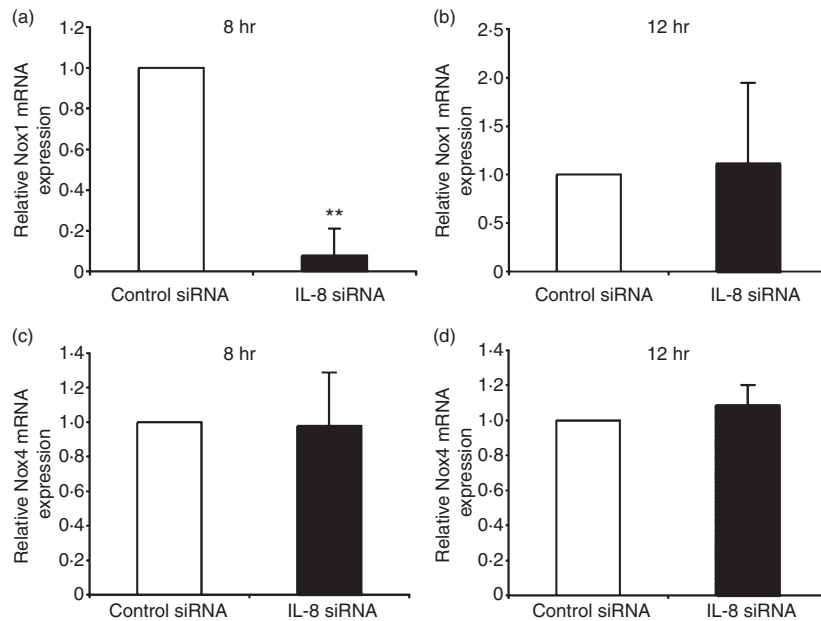 (a)
8 hr
Relative Nox1 mRNA
expression
1·2
1·0
0·8
0·6
0·4
0·2
0
**
Control siRNA
IL-8 siRNA
(b)
12 hr
Relative Nox1 mRNA
expression
2·5
2·0
1·5
1·0
0·5
0
Control siRNA
IL-8 siRNA
(c)
8 hr
Relative Nox4 mRNA
expression
1·4
1·2
1·0
0·8
0·6
0·4
0·2
0
Control siRNA
IL-8 siRNA
(d)
12 hr
Relative Nox4 mRNA
expression
1·4
1·2
1·0
0·8
0·6
0·4
0·2
0
Control siRNA
IL-8 siRNA